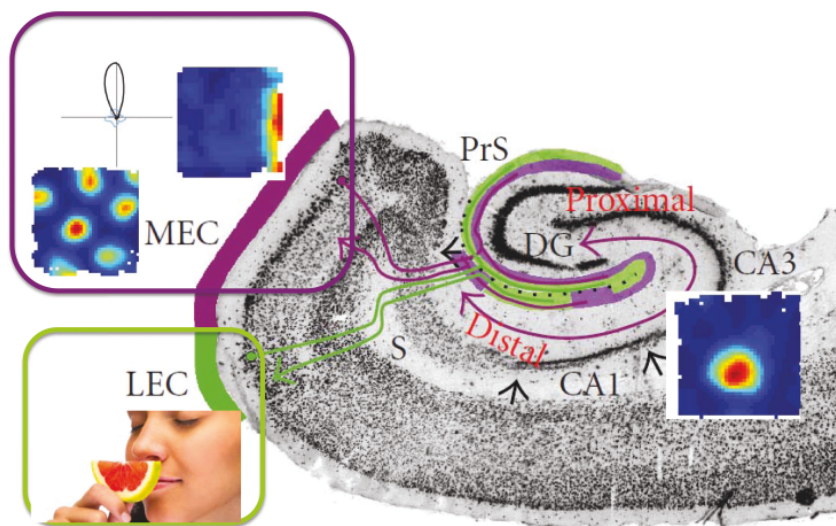 PrS
Proximal
MEC
DG
CA3
Distal
S
LEC
CA1